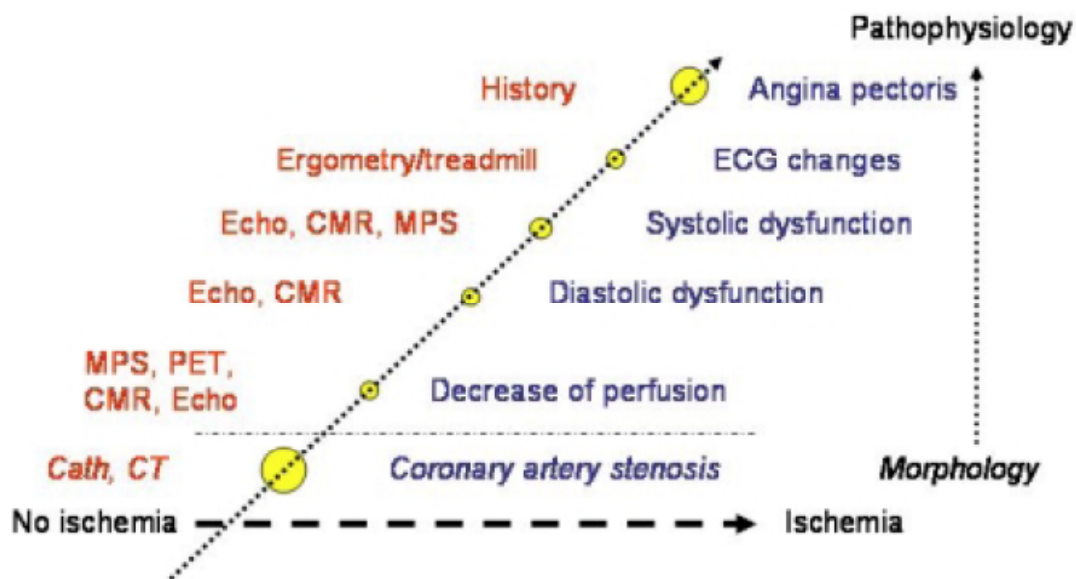 Pathophysiology
History Angina pectoris
Ergometry/treadmill ECG changes
Echo, CMR, MPS Systolic dysfunction
Echo, CMR Diastolic dysfunction
MPS, PET,
CMR, Echo Decrease of perfusion
Cath, CT Coronary artery stenosis Morphology
No ischemia Ischemia